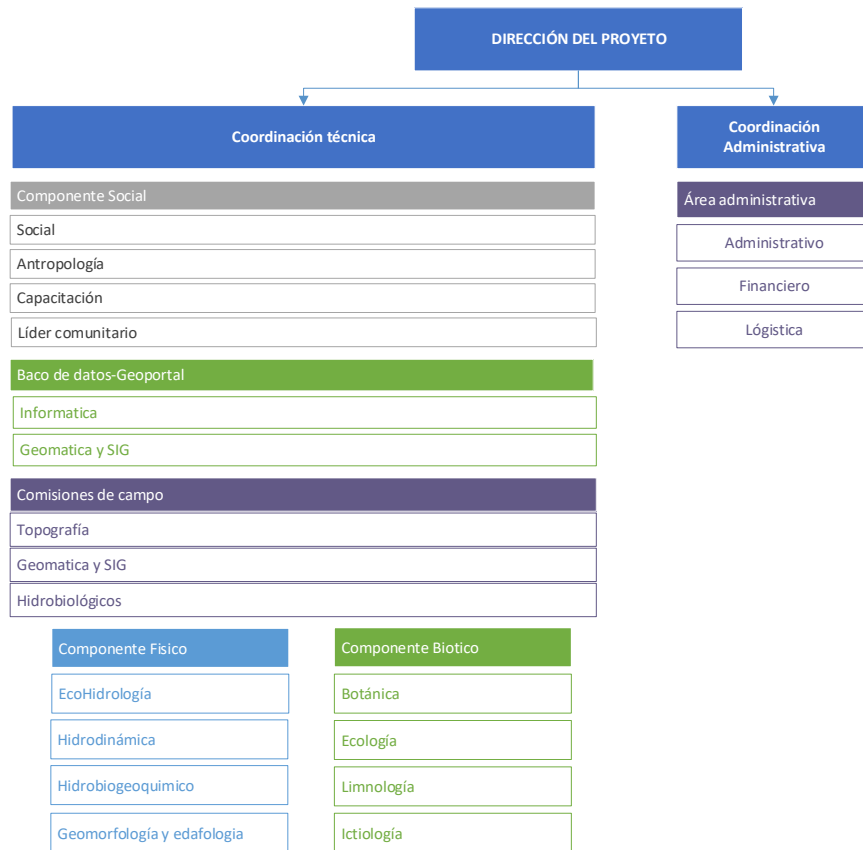 DIRECCIÓN DEL PROYETO
Coordinación técnica
Componente Social
Social
Antropología
Capacitación
Líder comunitario
Baco de datos-Geoportal
Informatica
Geomatica y SIG
Comisiones de campo
Topografía
Geomatica y SIG
Hidrobiológicos
Componente Fisico
EcoHidrología
Hidrodinámica
Hidrobiogeoquimico
Geomorfología y edafologia
Componente Biotico
Botánica
Ecología
Limnología
Ictiología
Coordinación
Administrativa
Área administrativa
Administrativo
Financiero
Lógistica